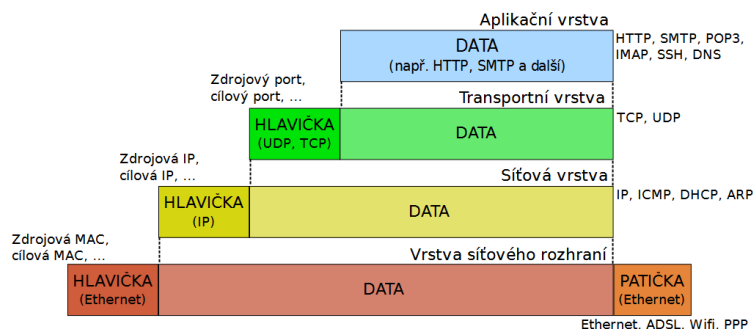 Aplikační vrstva
DATA
(např. HTTP, SMTP a další)
HTTP, SMTP, POP3,
IMAP, SSH, DNS
Zdrojový port,
cílový port, ...
Transportní vrstva
HLAVIČKA
(UDP, TCP)
DATA
TCP, UDP
Zdrojová IP,
cílová IP, ...
Síťová vrstva
HLAVIČKA
(IP)
DATA
IP, ICMP, DHCP, ARP
Zdrojová MAC,
cílová MAC, ...
Vrstva síťového rozhraní
HLAVIČKA
(Ethernet)
DATA
PATIČKA
(Ethernet)
Ethernet, ADSL, Wifi, PPP